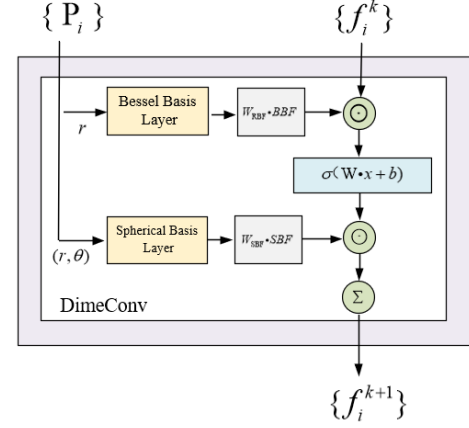 { P_i }
{f_i^k}
Bessel Basis
Layer
W_RBF•BBF
⊙
r
σ(W•x+b)
Spherical Basis
Layer
W_SBF•SBF
⊙
(r, θ)
Σ
DimeConv
{f_i^{k+1}}